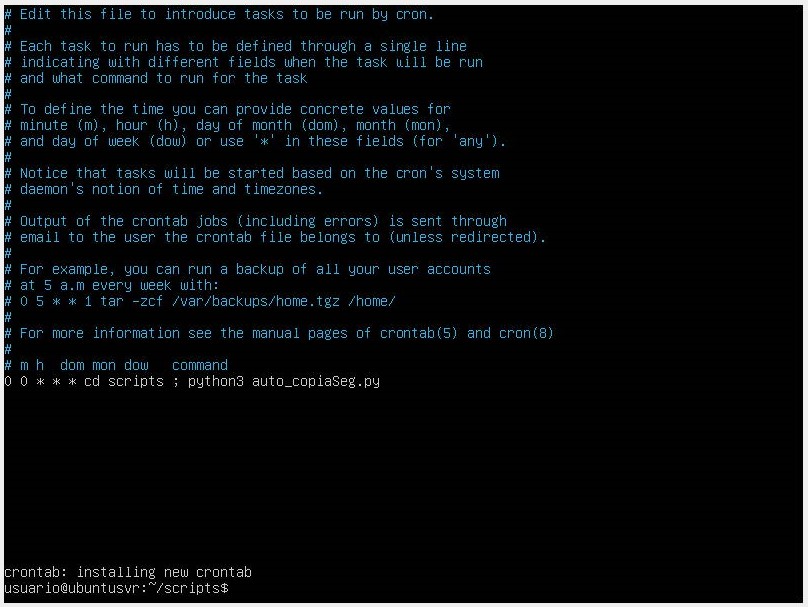 # Edit this file to introduce tasks to be run by cron.
#
# Each task to run has to be defined through a single line
# indicating with different fields when the task will be run
# and what command to run for the task
#
# To define the time you can provide concrete values for
# minute (m), hour (h), day of month (dom), month (mon),
# and day of week (dow) or use '*' in these fields (for 'any').
#
# Notice that tasks will be started based on the cron's system
# daemon's notion of time and timezones.
#
# Output of the crontab jobs (including errors) is sent through
# email to the user the crontab file belongs to (unless redirected).
#
# For example, you can run a backup of all your user accounts
# at 5 a.m every week with:
# 0 5 * * 1 tar -zcf /var/backups/home.tgz /home/
#
# For more information see the manual pages of crontab(5) and cron(8)
#
# m h  dom mon dow   command
0 0 * * * cd scripts ; python3 auto_copiaSeg.py
crontab: installing new crontab
usuario@ubuntusvr:~/scripts$